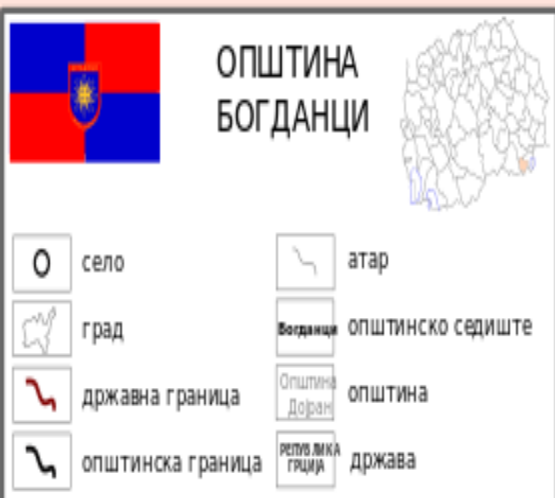 ОПШТИНА
БОГДАНЦИ
село
атар
град
Богданци
општинско седиште
државна граница
Општина
Дојран
општина
општинска граница
РЕПУБЛИКА
ГРЦИЈА
држава